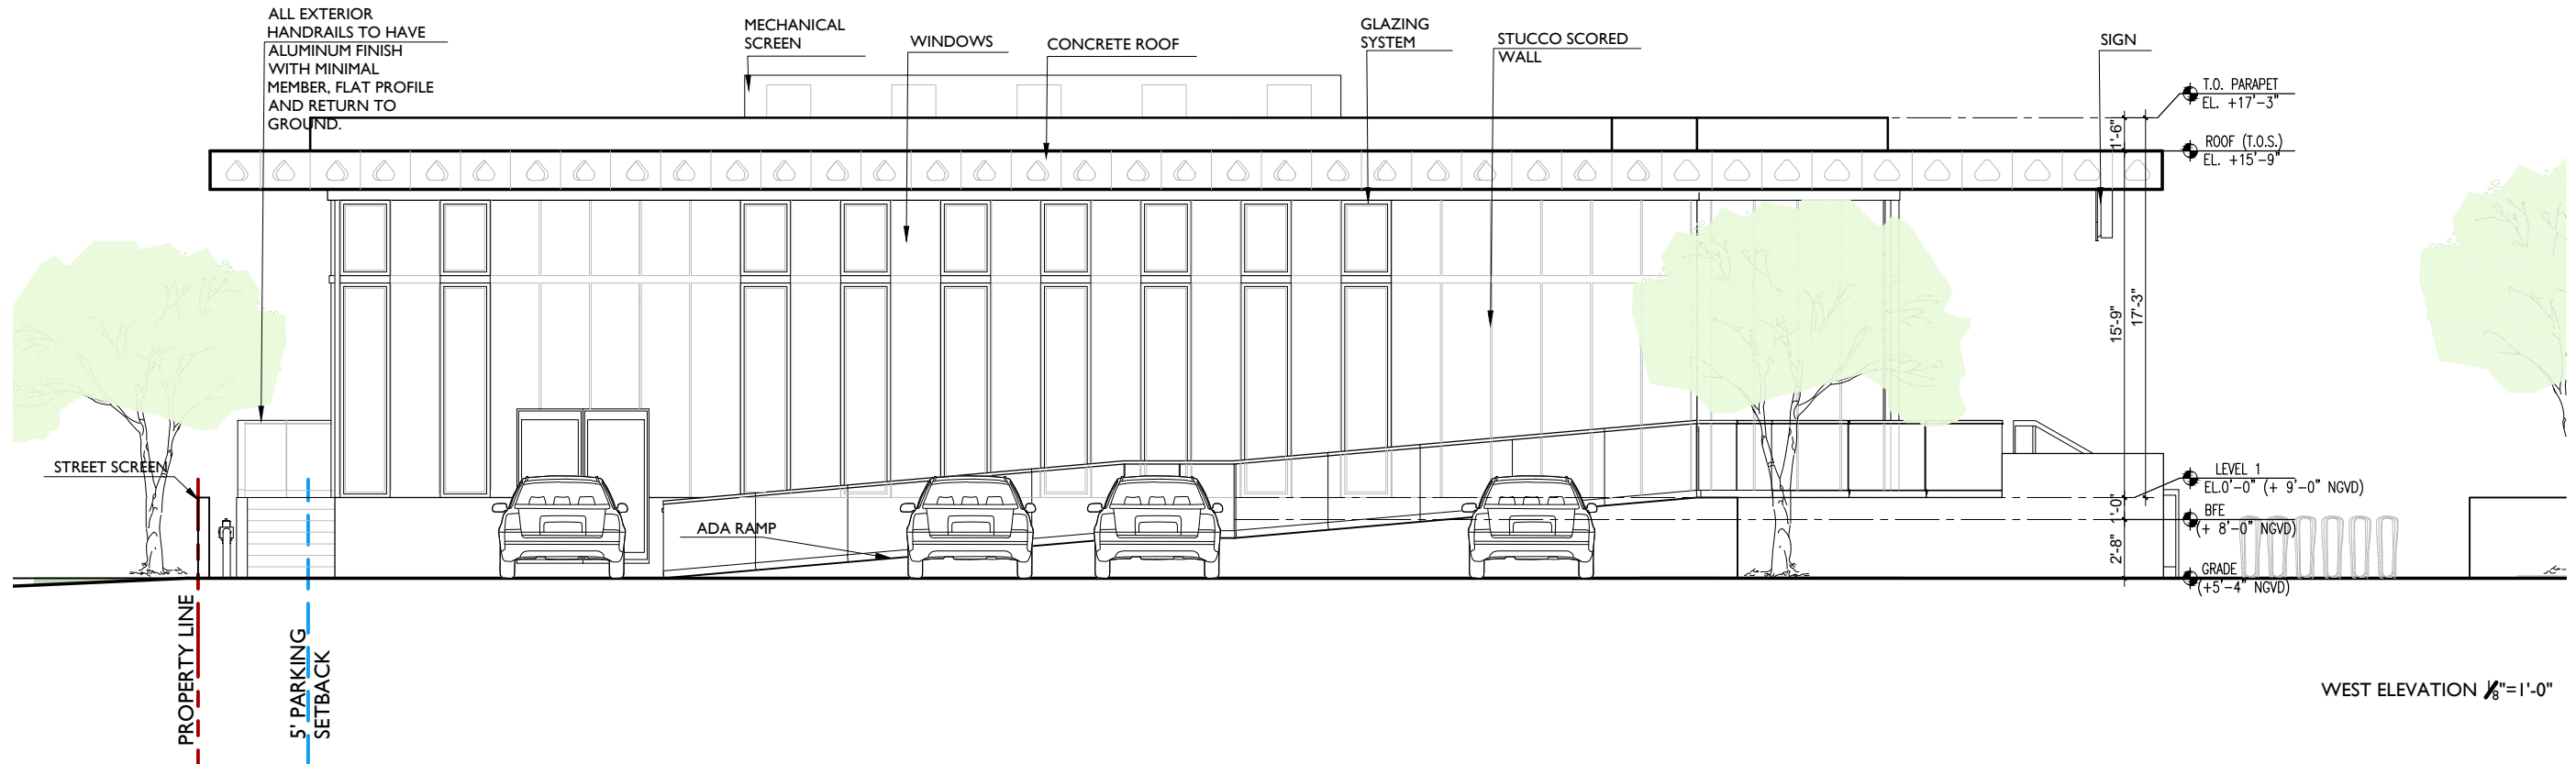 ALL EXTERIOR
HANDRAILS TO HAVE
ALUMINUM FINISH
WITH MINIMAL
MEMBER, FLAT PROFILE
AND RETURN TO
GROUND.
MECHANICAL
SCREEN
WINDOWS
CONCRETE ROOF
GLAZING
SYSTEM
STUCCO SCORED
WALL
SIGN
T.O. PARAPET
EL. +17'-3"
ROOF (T.O.S.)
EL. +15'-9"
1'-6"
15'-9"
17'-3"
STREET SCREEN
ADA RAMP
LEVEL 1
EL.0'-0" (+ 9'-0" NGVD)
1'-0"
BFE
(+ 8'-0" NGVD)
2'-8"
GRADE
(+5'-4" NGVD)
PROPERTY LINE
5' PARKING
SETBACK
WEST ELEVATION 1/8"=1'-0"